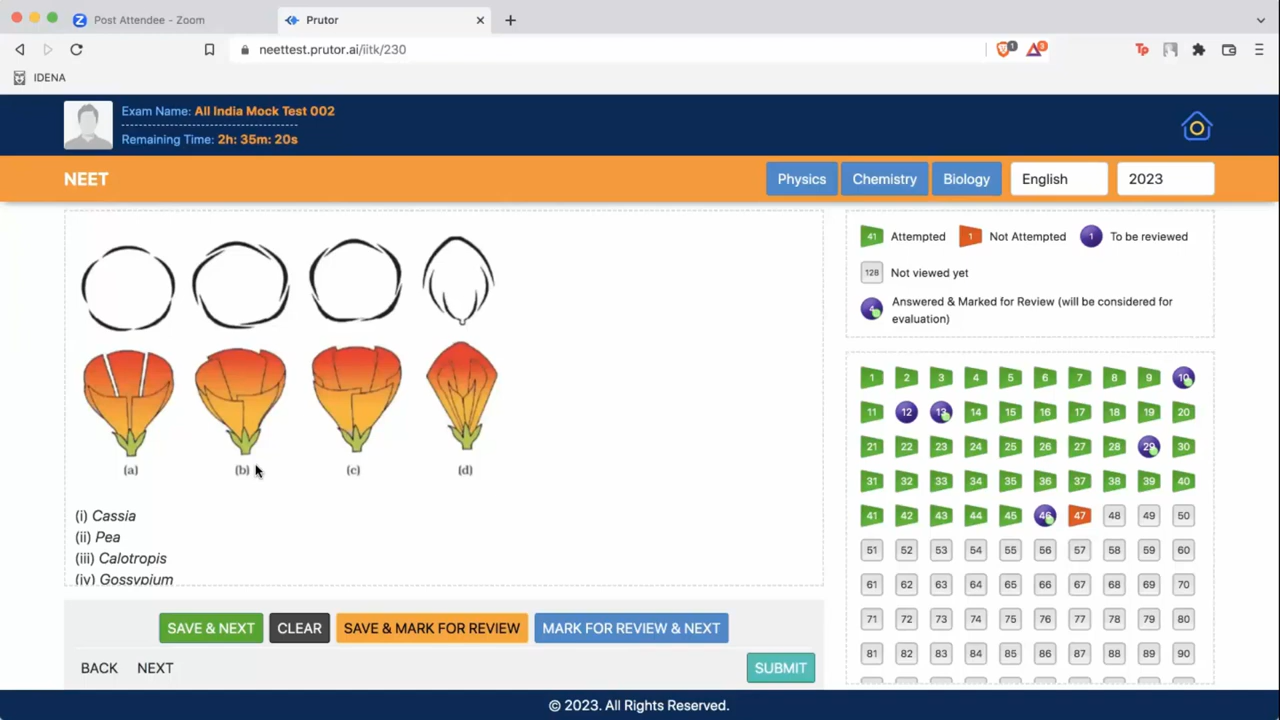 Post Attendee - Zoom
Prutor
neettest.prutor.ai/iitk/230
1
3
Tp
IDENA
Exam Name: All India Mock Test 002
Remaining Time: 2h: 35m: 20s
NEET
Physics
Chemistry
Biology
English
2023
(a)
(b)
(c)
(d)
(i) Cassia
(ii) Pea
(iii) Calotropis
(iv) Gossypium
SAVE & NEXT
CLEAR
SAVE & MARK FOR REVIEW
MARK FOR REVIEW & NEXT
BACK
NEXT
SUBMIT
41 Attempted
1 Not Attempted
1 To be reviewed
128 Not viewed yet
4 Answered & Marked for Review (will be considered for
evaluation)
1 2 3 4 5 6 7 8 9 10
11 12 13 14 15 16 17 18 19 20
21 22 23 24 25 26 27 28 29 30
31 32 33 34 35 36 37 38 39 40
41 42 43 44 45 46 47 48 49 50
51 52 53 54 55 56 57 58 59 60
61 62 63 64 65 66 67 68 69 70
71 72 73 74 75 76 77 78 79 80
81 82 83 84 85 86 87 88 89 90
© 2023. All Rights Reserved.